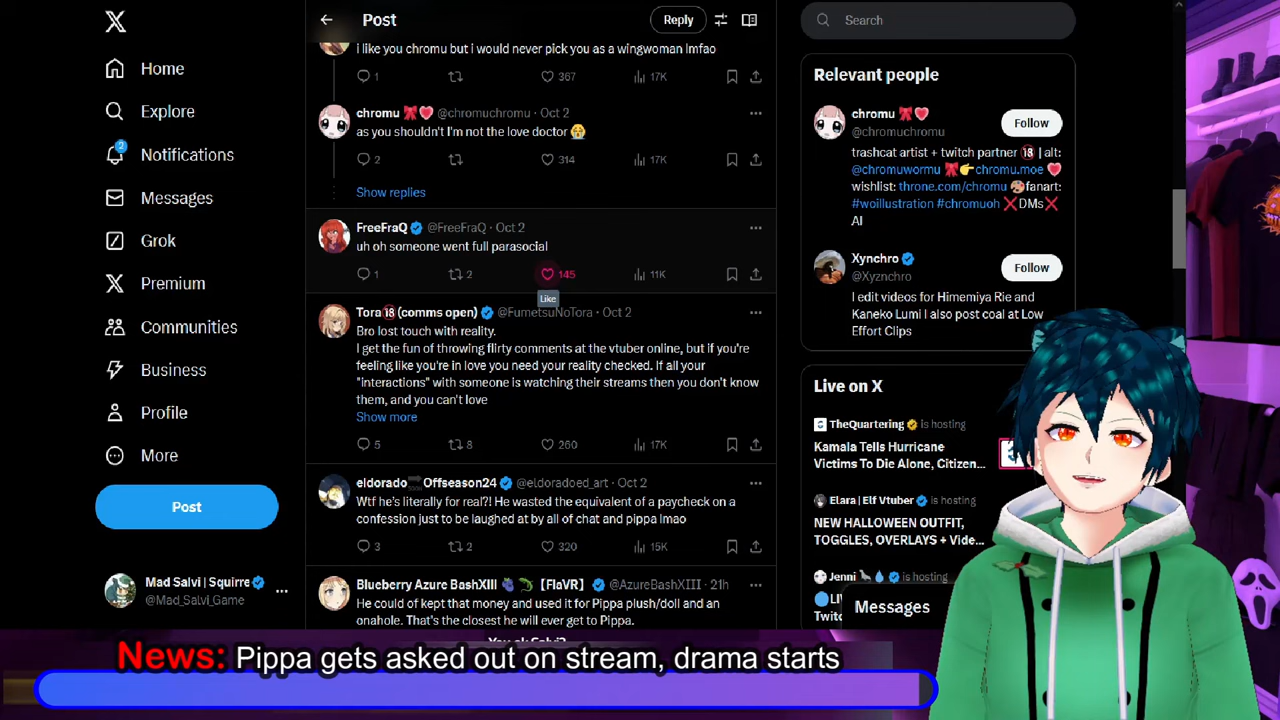 Home
Explore
2
Notifications
Messages
Grok
Premium
Communities
Business
Profile
More
Post
Mad Salvi | Squirre
@Mad_Salvi_Game
Post
Reply
i like you chromu but i would never pick you as a wingwoman lmfao
1 367 17K
chromu 🎀❤️ @chromuchromu · Oct 2
as you shouldn't I'm not the love doctor 😭
2 314 17K
Show replies
FreeFraQ @FreeFraQ · Oct 2
uh oh someone went full parasocial
1 2 145 11K
Like
Tora🔞(comms open) @FumetsuNoTora · Oct 2
Bro lost touch with reality.
I get the fun of throwing flirty comments at the vtuber online, but if you're
feeling like you're in love you need your reality checked. If all your
"interactions" with someone is watching their streams then you don't know
them, and you can't love
Show more
5 8 260 17K
eldorado Offseason24 @eldoradoed_art · Oct 2
Wtf he's literally for real?! He wasted the equivalent of a paycheck on a
confession just to be laughed at by all of chat and pippa lmao
3 2 320 15K
Blueberry Azure BashXIII 【FlaVR】 @AzureBashXIII · 21h
He could of kept that money and used it for Pippa plush/doll and an
onahole. That's the closest he will ever get to Pippa.
Search
Relevant people
chromu 🎀❤️
@chromuchromu
Follow
trashcat artist + twitch partner 🔞 | alt:
@chromuwormu 🎀👉chromu.moe ❤️
wishlist: throne.com/chromu 🎨fanart:
#woillustration #chromuoh ❌DMs❌
AI
Xynchro
@Xyznchro
Follow
I edit videos for Himemiya Rie and
Kaneko Lumi I also post coal at Low
Effort Clips
Live on X
TheQuartering is hosting
Kamala Tells Hurricane
Victims To Die Alone, Citizen...
Elara | Elf Vtuber is hosting
NEW HALLOWEEN OUTFIT,
TOGGLES, OVERLAYS + Vide...
Jenni is hosting
Messages
News: Pippa gets asked out on stream, drama starts